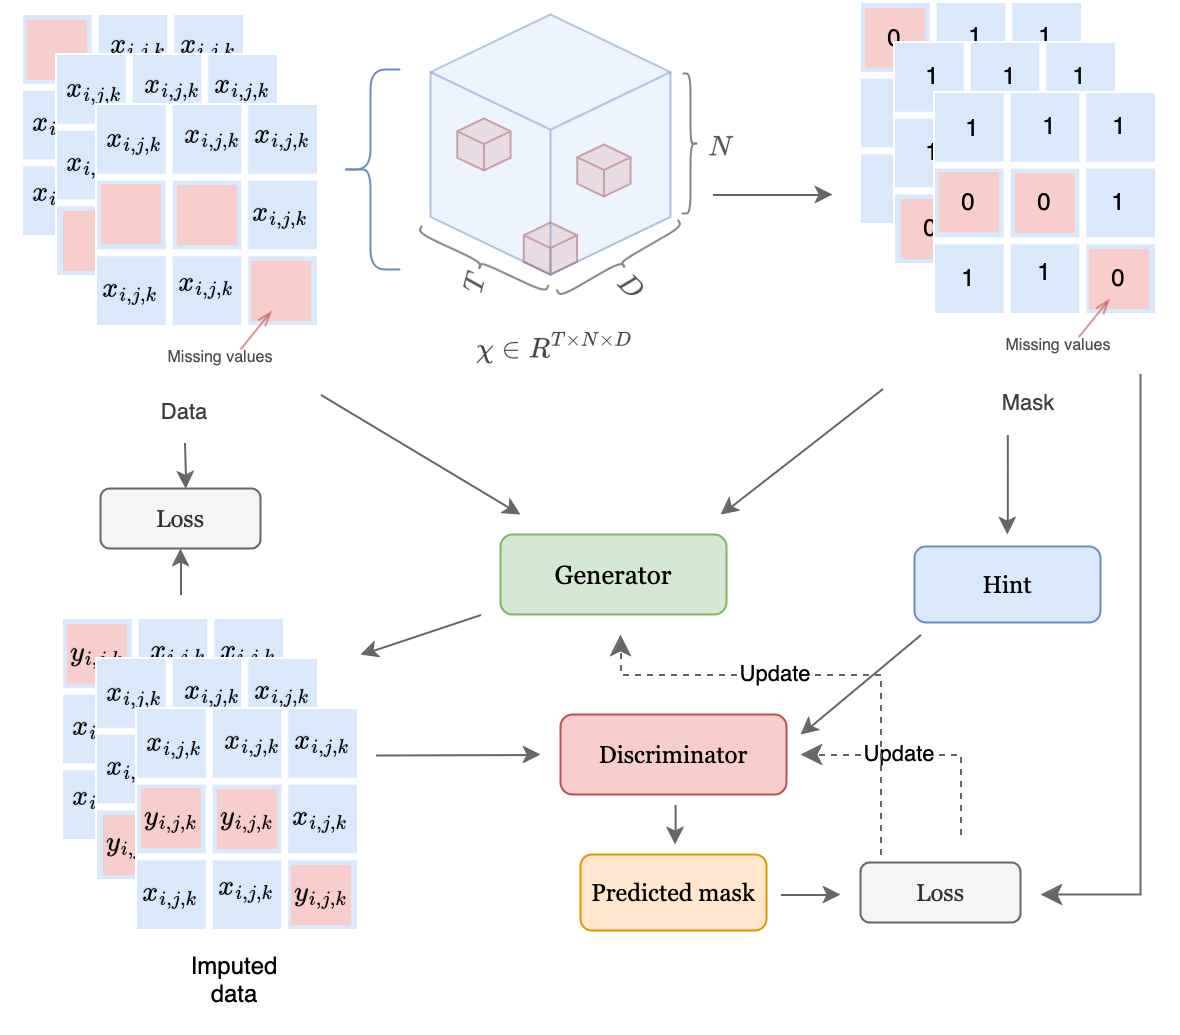 x_{i,j,k} x_{i,j,k}
x_{i,j,k} x_{i,j,k} x_{i,j,k}
x_{i,j,k} x_{i,j,k} x_{i,j,k}
x_{i,j,k}
x_{i,j,k} x_{i,j,k}
Missing values
Data
N
T
D
χ ∈ R^{T×N×D}
0 1 1
1 1 1
1 1 1
1
0 0 1
0
1 1 0
Missing values
Mask
Loss
Generator
Hint
Update
Discriminator
Update
Predicted mask
Loss
y_{i,j,k} x_{i,j,k} x_{i,j,k}
x_{i,j,k} x_{i,j,k} x_{i,j,k}
x_{i,j,k} x_{i,j,k} x_{i,j,k}
y_{i,j,k} y_{i,j,k} x_{i,j,k}
x_{i,j,k} x_{i,j,k} y_{i,j,k}
Imputed
data